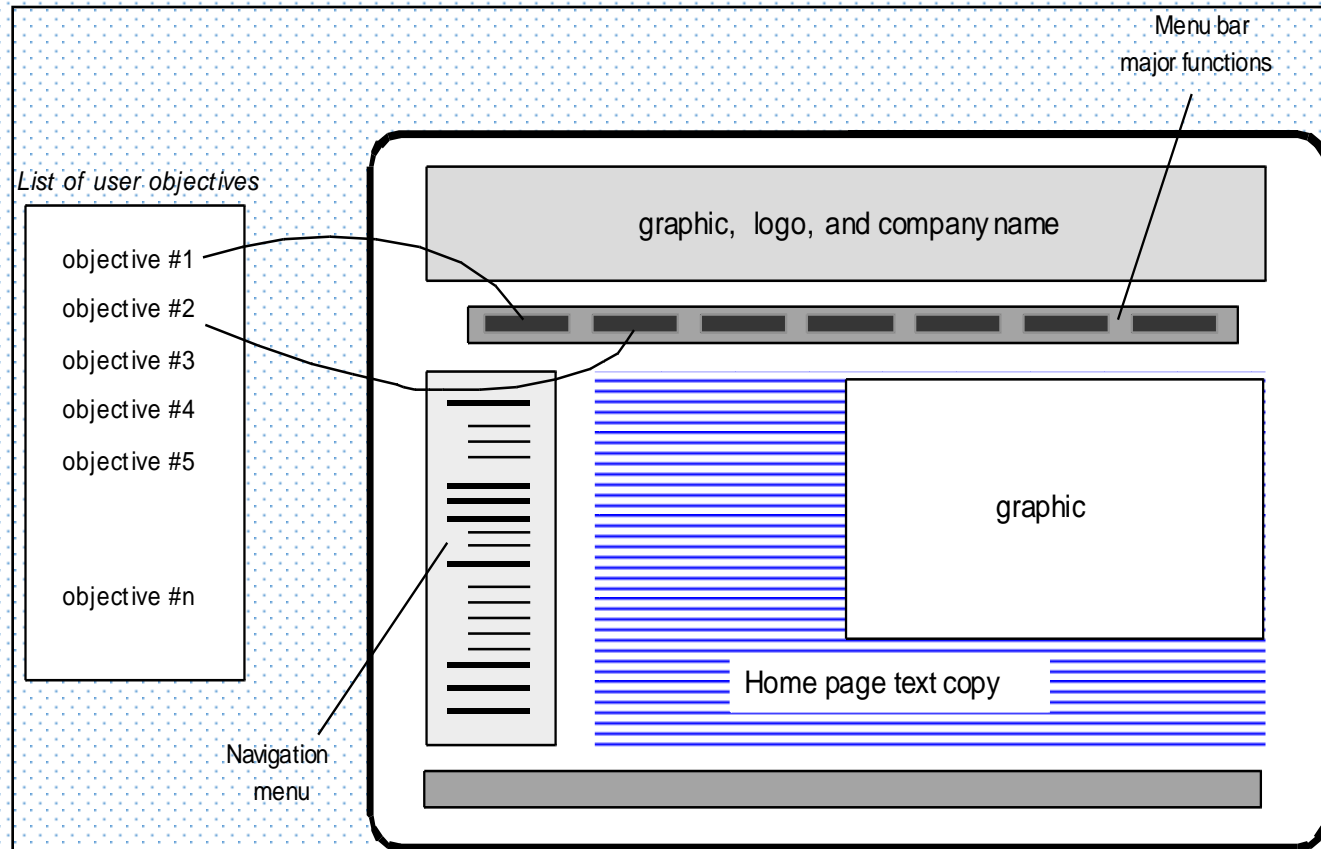 Menu bar
major functions
List of user objectives
graphic, logo, and company name
objective #1
objective #2
objective #3
objective #4
objective #5
objective #n
graphic
Home page text copy
Navigation
menu